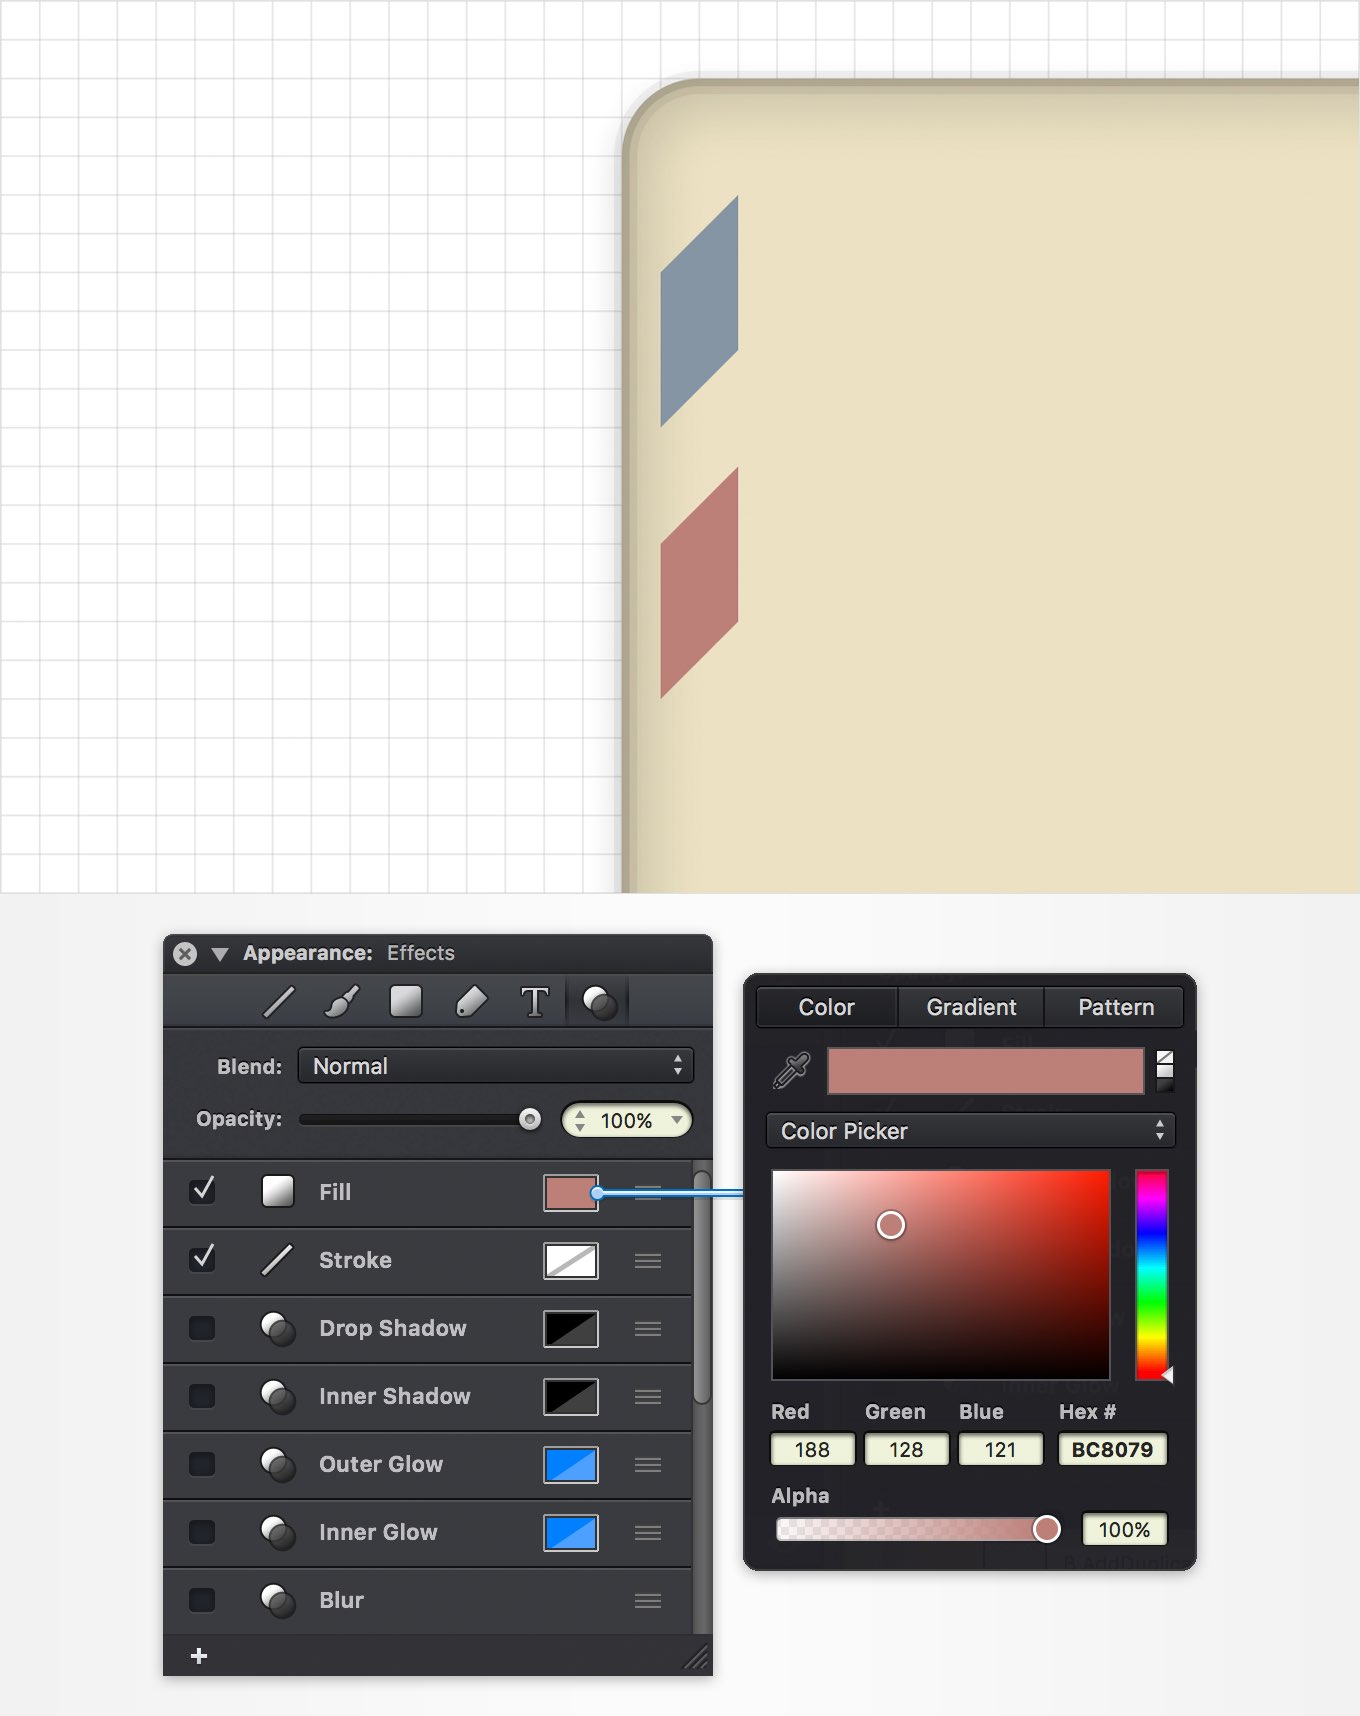 Appearance: Effects
T
Blend: Normal
Opacity: 100%
Fill
Stroke
Drop Shadow
Inner Shadow
Outer Glow
Inner Glow
Blur
Color Gradient Pattern
Color Picker
Red Green Blue Hex #
188 128 121 BC8079
Alpha
100%